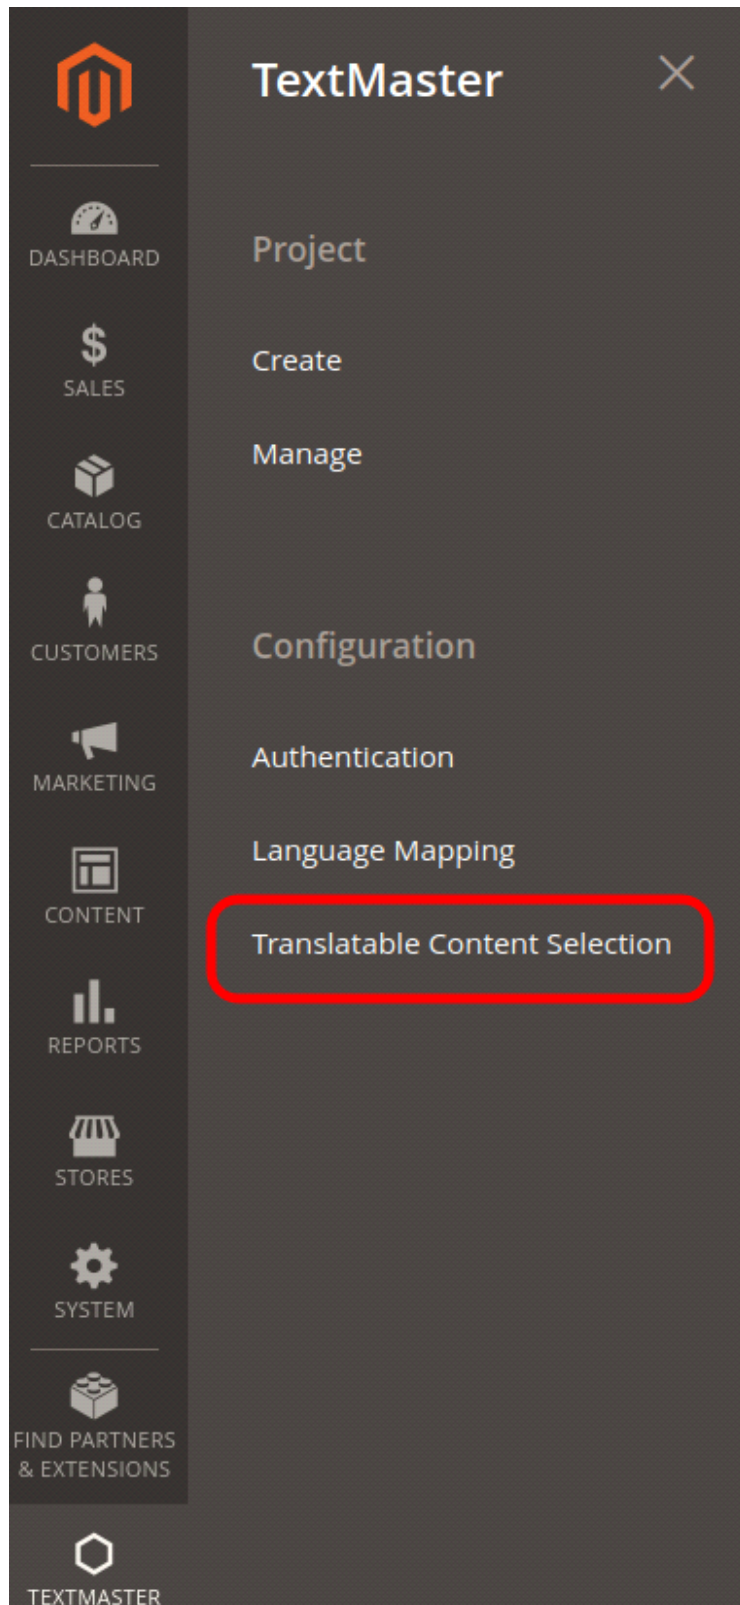 DASHBOARD
SALES
CATALOG
CUSTOMERS
MARKETING
CONTENT
REPORTS
STORES
SYSTEM
FIND PARTNERS
& EXTENSIONS
TEXTMASTER
TextMaster
Project
Create
Manage
Configuration
Authentication
Language Mapping
Translatable Content Selection